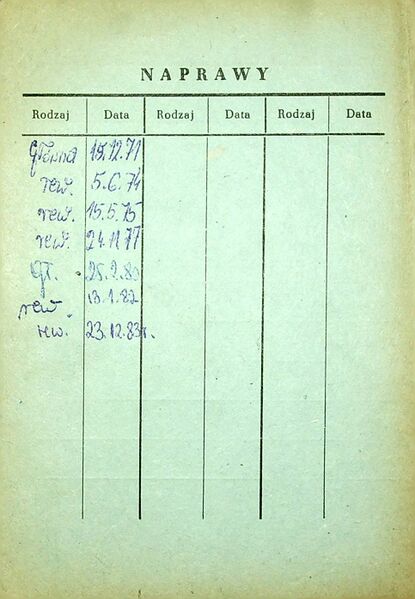 NAPRAWY
Rodzaj Data Rodzaj Data Rodzaj Data
Główna 15.12.71
rew. 5.6.74
rew. 15.5.75
rew. 24.11.77
Gł. 25.2.80
rew. 13.1.82
rew. 23.12.83r.